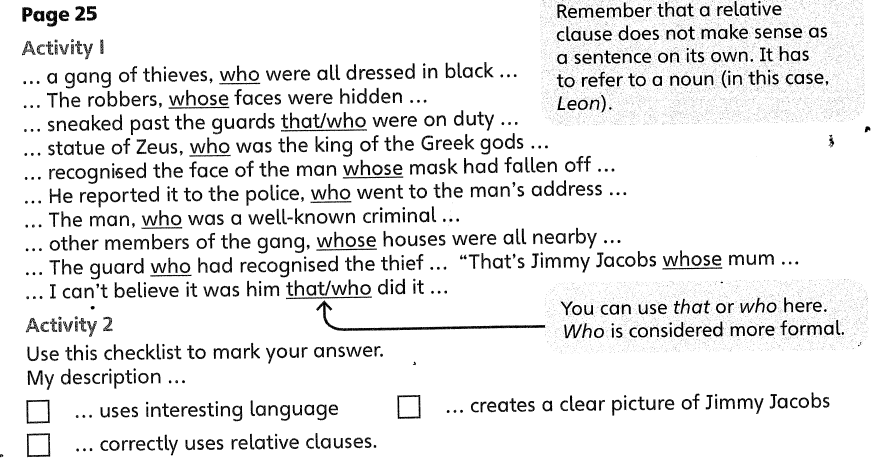 Page 25
Activity 1
... a gang of thieves, who were all dressed in black ...
... The robbers, whose faces were hidden ...
... sneaked past the guards that/who were on duty ...
... statue of Zeus, who was the king of the Greek gods ...
... recognised the face of the man whose mask had fallen off ...
... He reported it to the police, who went to the man's address ...
... The man, who was a well-known criminal ...
... other members of the gang, whose houses were all nearby ...
... The guard who had recognised the thief ... "That's Jimmy Jacobs whose mum ...
... I can't believe it was him that/who did it ...
Remember that a relative
clause does not make sense as
a sentence on its own. It has
to refer to a noun (in this case,
Leon).
You can use that or who here.
Who is considered more formal.
Activity 2
Use this checklist to mark your answer.
My description ...
... uses interesting language
... creates a clear picture of Jimmy Jacobs
... correctly uses relative clauses.